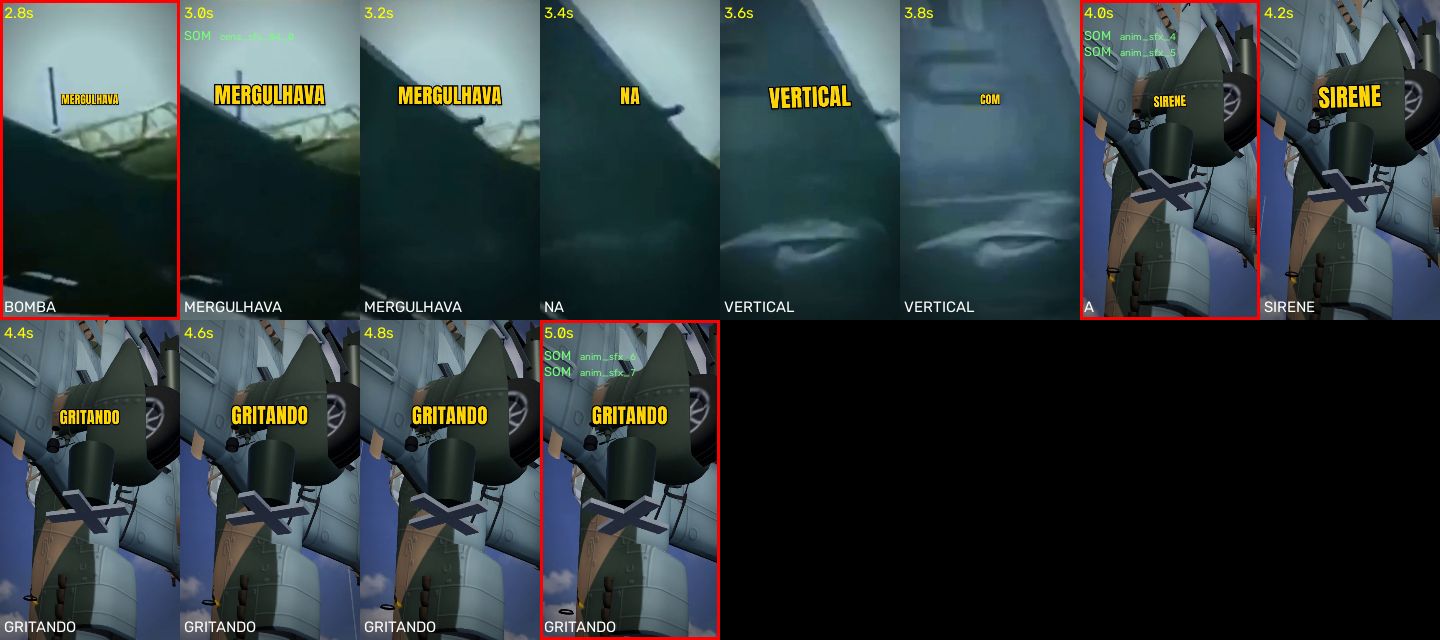 2.8s
MERGULHAVA
BOMBA
3.0s
SOM cena_sfx_04_0
MERGULHAVA
MERGULHAVA
3.2s
MERGULHAVA
MERGULHAVA
3.4s
NA
NA
3.6s
VERTICAL
VERTICAL
3.8s
COM
VERTICAL
4.0s
SOM anim_sfx_4
SOM anim_sfx_5
SIRENE
A
4.2s
SIRENE
SIRENE
4.4s
GRITANDO
GRITANDO
4.6s
GRITANDO
GRITANDO
4.8s
GRITANDO
GRITANDO
5.0s
SOM anim_sfx_6
SOM anim_sfx_7
GRITANDO
GRITANDO